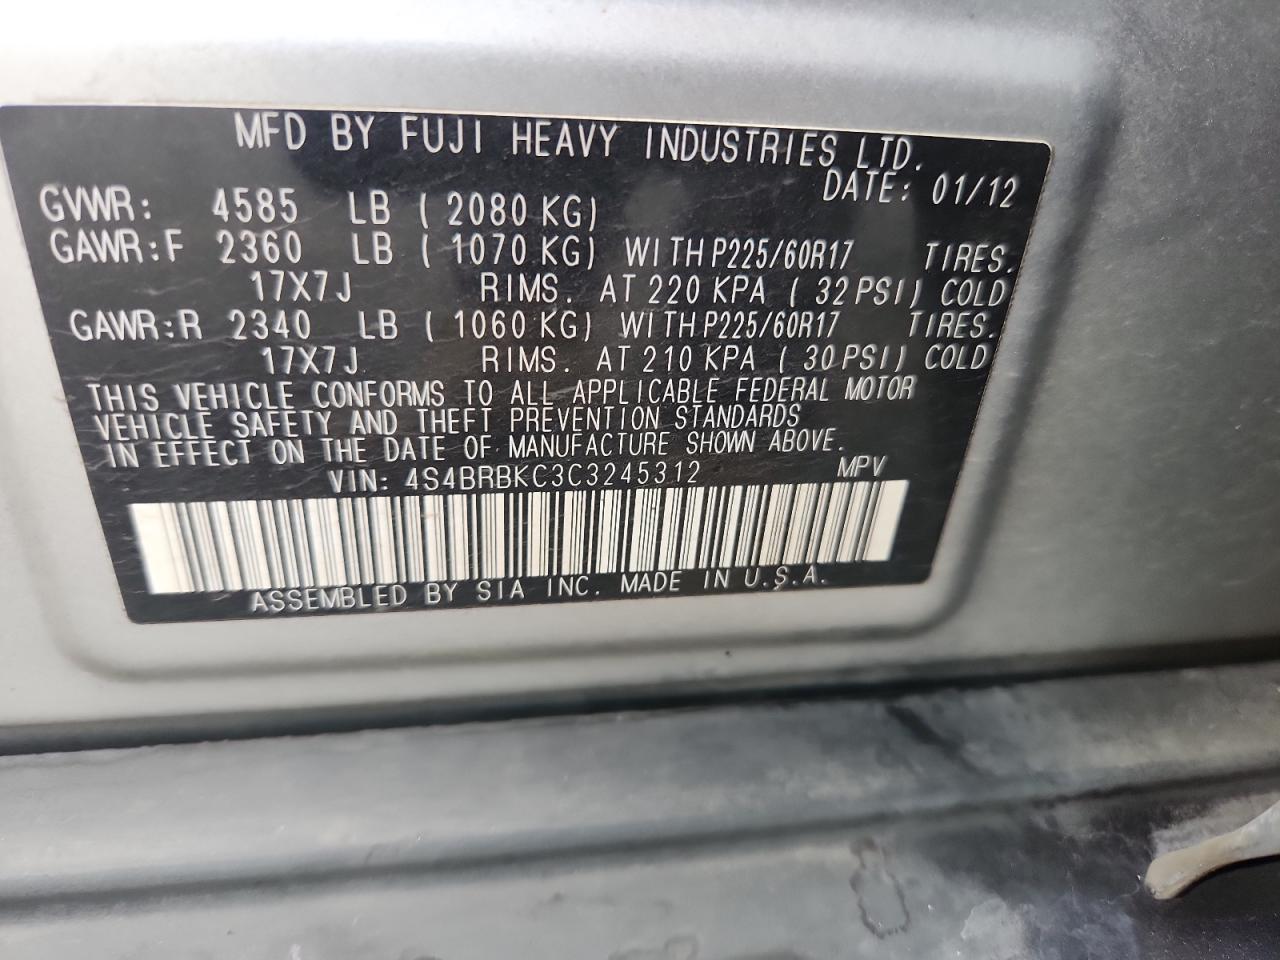 MFD BY FUJI HEAVY INDUSTRIES LTD.
DATE: 01/12
GVWR: 4585 LB ( 2080 KG)
GAWR:F 2360 LB ( 1070 KG) WITH P225/60R17 TIRES.
17X7J RIMS. AT 220 KPA ( 32 PSI) COLD
GAWR:R 2340 LB ( 1060 KG) WITH P225/60R17 TIRES.
17X7J RIMS. AT 210 KPA ( 30 PSI) COLD
THIS VEHICLE CONFORMS TO ALL APPLICABLE FEDERAL MOTOR
VEHICLE SAFETY AND THEFT PREVENTION STANDARDS
IN EFFECT ON THE DATE OF MANUFACTURE SHOWN ABOVE.
VIN: 4S4BRBKC3C3245312 MPV
ASSEMBLED BY SIA INC. MADE IN U.S.A.